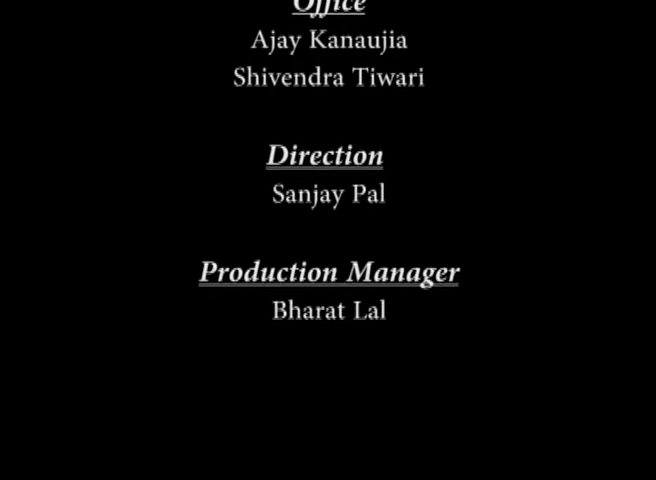 Office
Ajay Kanaujia
Shivendra Tiwari
Direction
Sanjay Pal
Production Manager
Bharat Lal